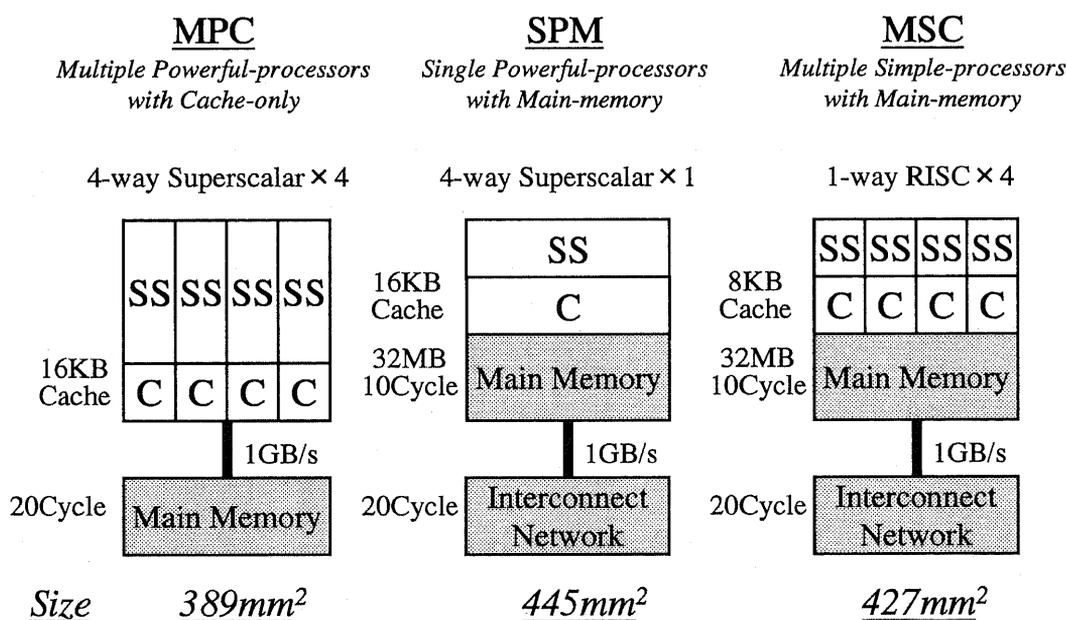 MPC
Multiple Powerful-processors
with Cache-only
4-way Superscalar × 4
SS SS SS SS
16KB
Cache
C C C C
1GB/s
20Cycle
Main Memory
SPM
Single Powerful-processors
with Main-memory
4-way Superscalar × 1
SS
16KB
Cache
C
32MB
10Cycle
Main Memory
1GB/s
20Cycle
Interconnect
Network
MSC
Multiple Simple-processors
with Main-memory
1-way RISC × 4
SS SS SS SS
8KB
Cache
C C C C
32MB
10Cycle
Main Memory
1GB/s
20Cycle
Interconnect
Network
Size 389mm² 445mm² 427mm²